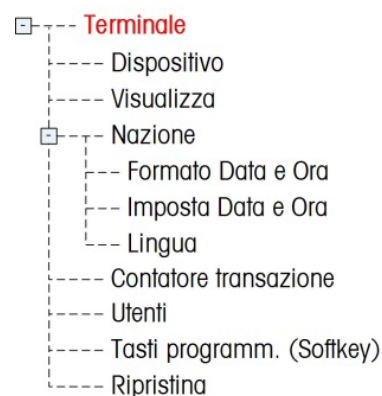 Terminale
Dispositivo
Visualizza
Nazione
Formato Data e Ora
Imposta Data e Ora
Lingua
Contatore transazione
Utenti
Tasti programm. (Softkey)
Ripristina